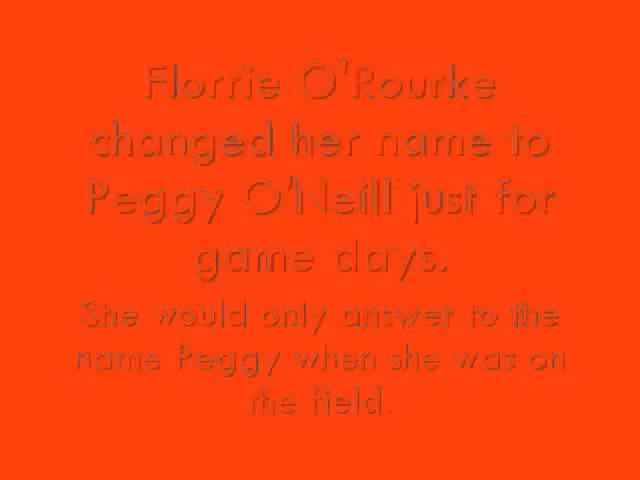 Florrie O'Rourke
changed her name to
Peggy O'Neill just for
game days.
She would only answer to the
name Peggy when she was on
the field.